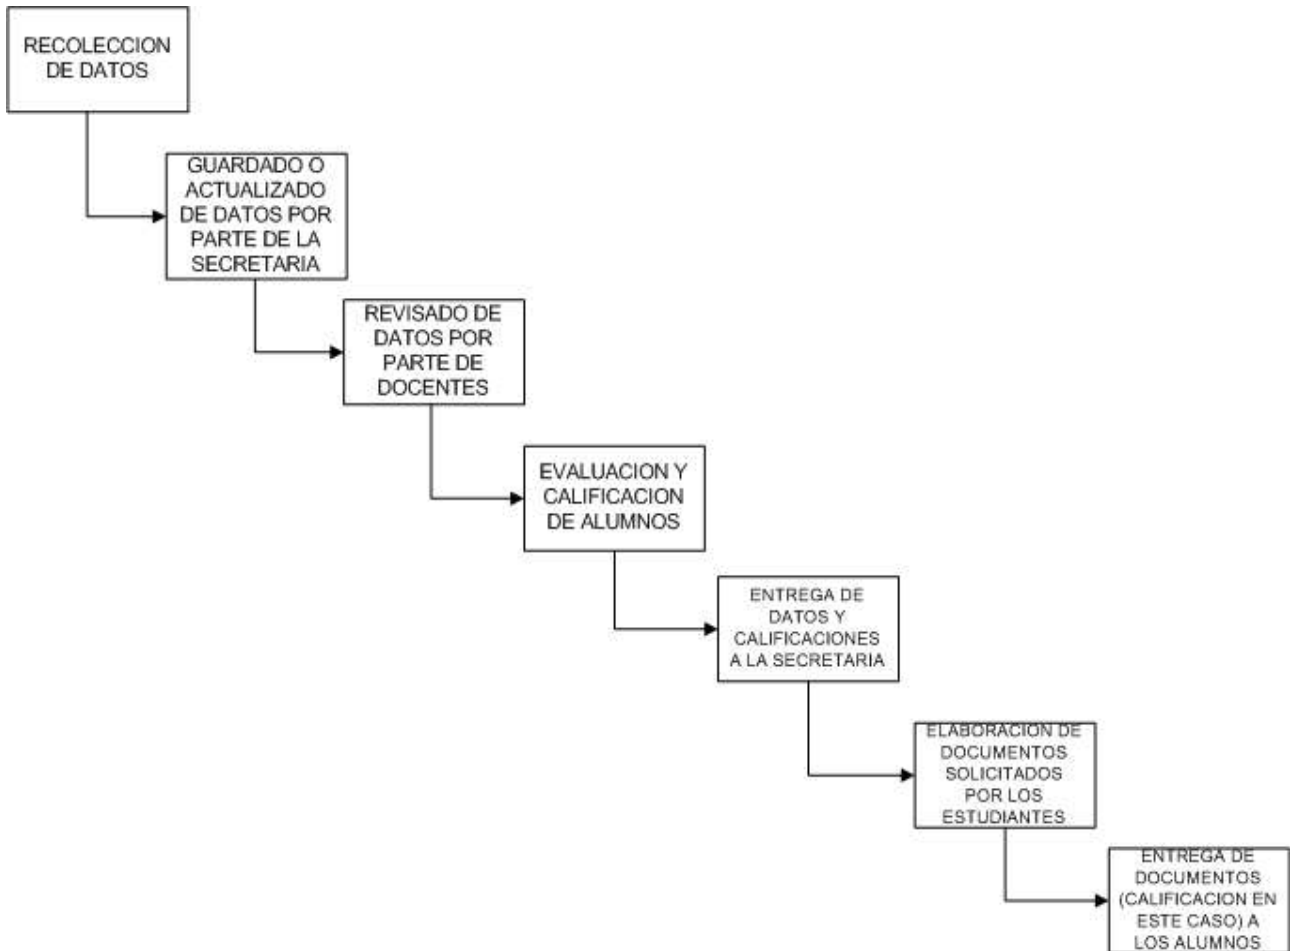 RECOLECCION
DE DATOS
GUARDADO O
ACTUALIZADO
DE DATOS POR
PARTE DE LA
SECRETARIA
REVISADO DE
DATOS POR
PARTE DE
DOCENTES
EVALUACION Y
CALIFICACION
DE ALUMNOS
ENTREGA DE
DATOS Y
CALIFICACIONES
A LA SECRETARIA
ELABORACION DE
DOCUMENTOS
SOLICITADOS
POR LOS
ESTUDIANTES
ENTREGA DE
DOCUMENTOS
(CALIFICACION EN
ESTE CASO) A
LOS ALUMNOS